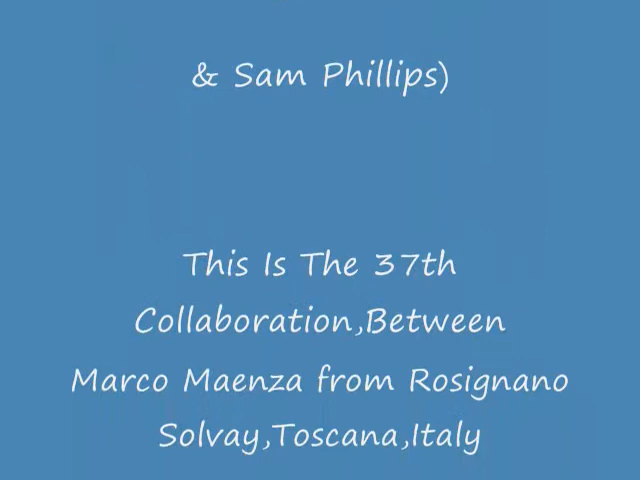 & Sam Phillips)
This Is The 37th
Collaboration,Between
Marco Maenza from Rosignano
Solvay,Toscana,Italy